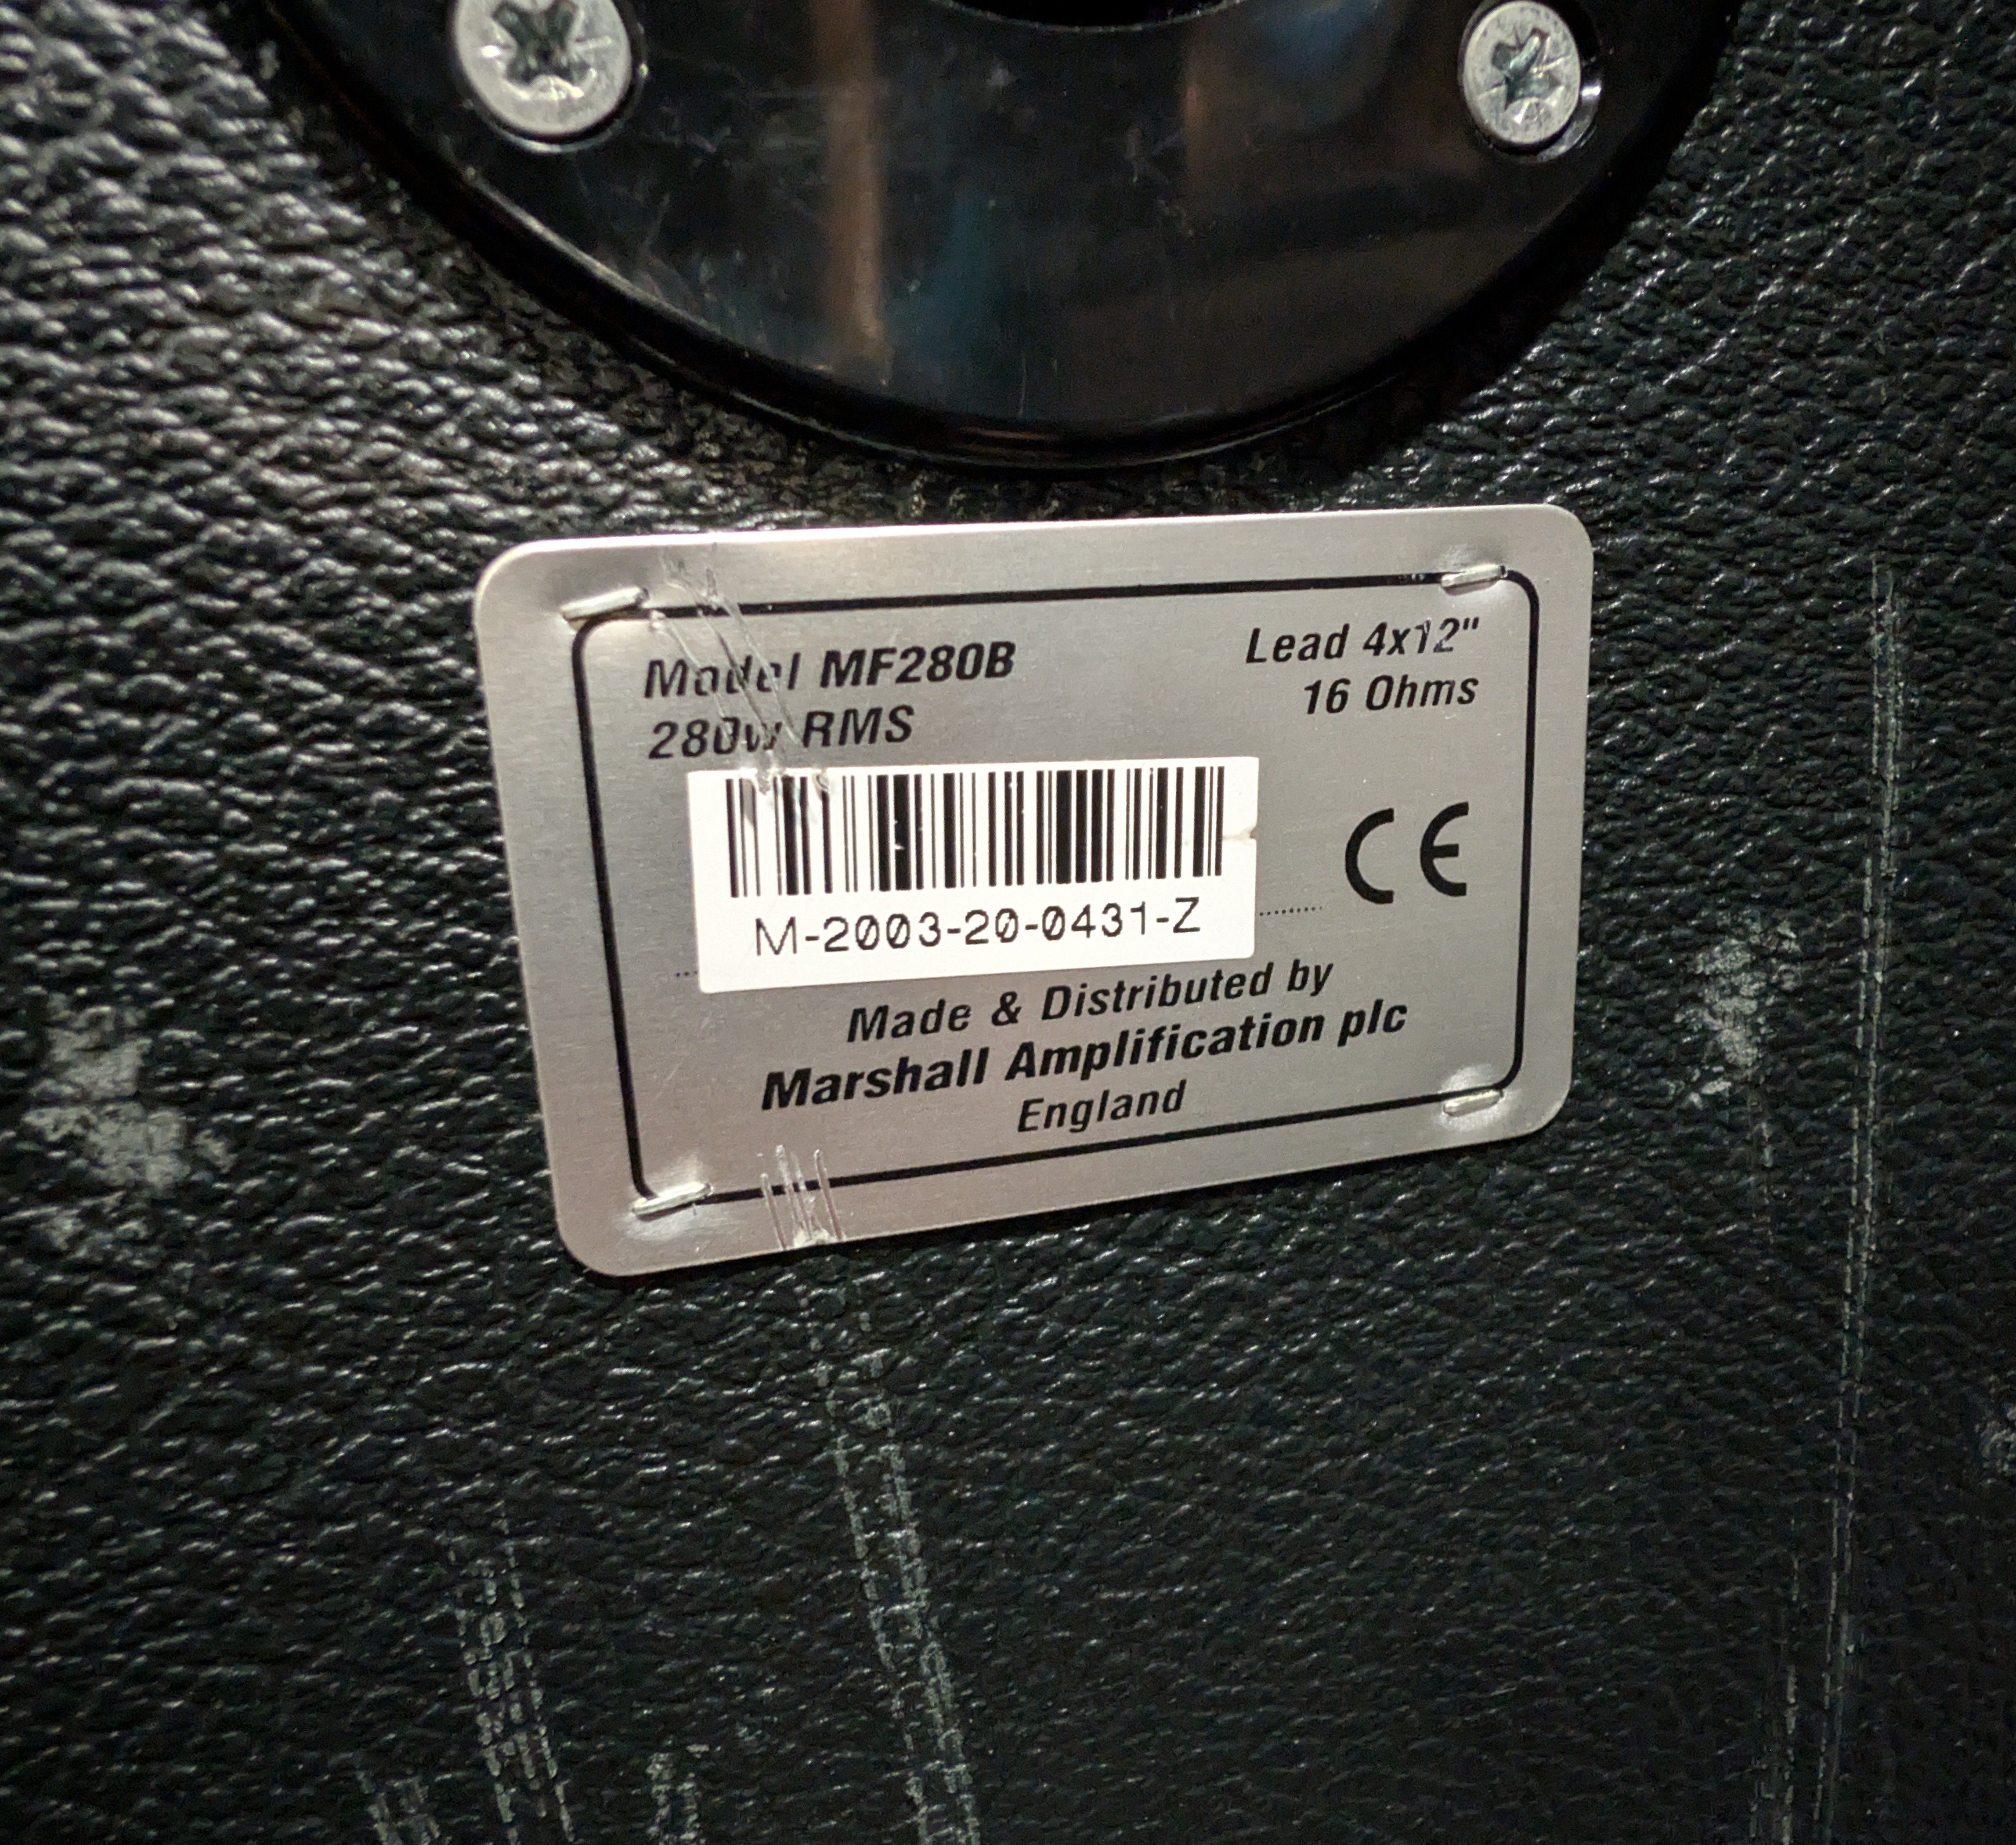 Model MF280B
Lead 4x12"
280w RMS
16 Ohms
M-2003-20-0431-Z
CE
Made & Distributed by
Marshall Amplification plc
England